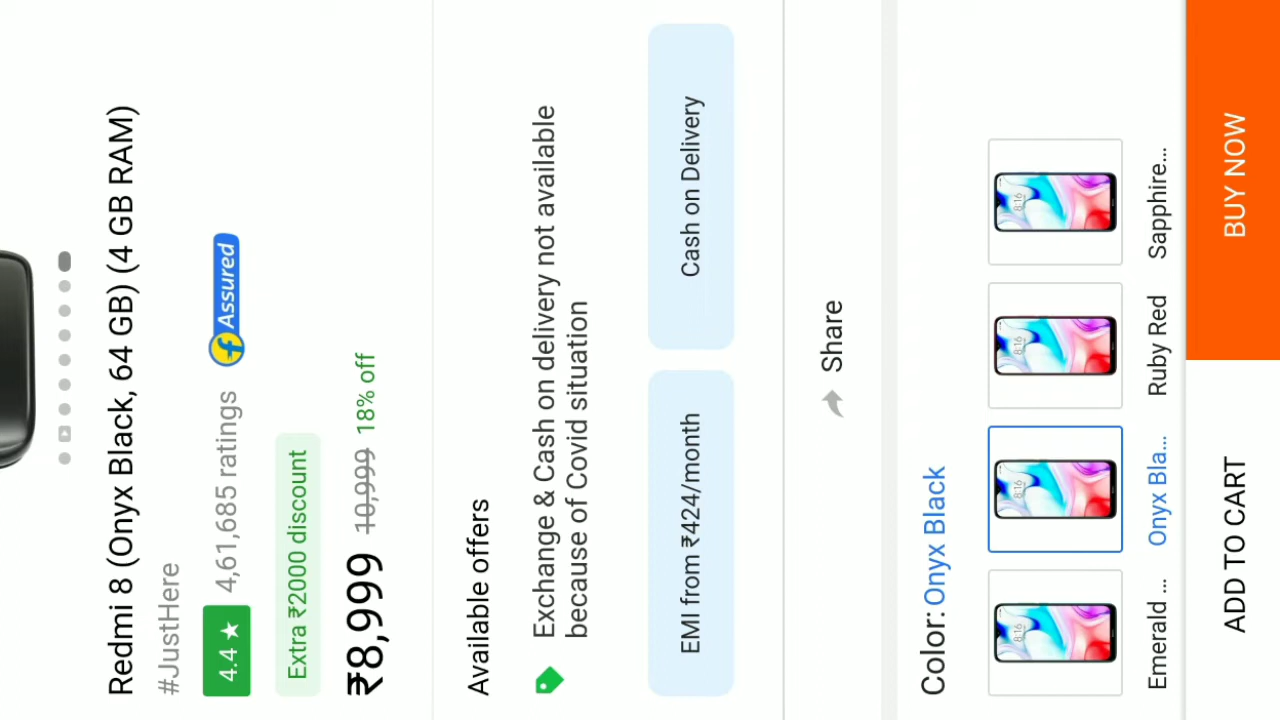 Redmi 8 (Onyx Black, 64 GB) (4 GB RAM)
#JustHere
4.4 ★ 4,61,685 ratings f Assured
Extra ₹2000 discount
₹8,999 10,999 18% off
Available offers
Exchange & Cash on delivery not available
because of Covid situation
EMI from ₹424/month Cash on Delivery
Share
Color: Onyx Black
Emerald ... Onyx Bla... Ruby Red Sapphire...
ADD TO CART BUY NOW